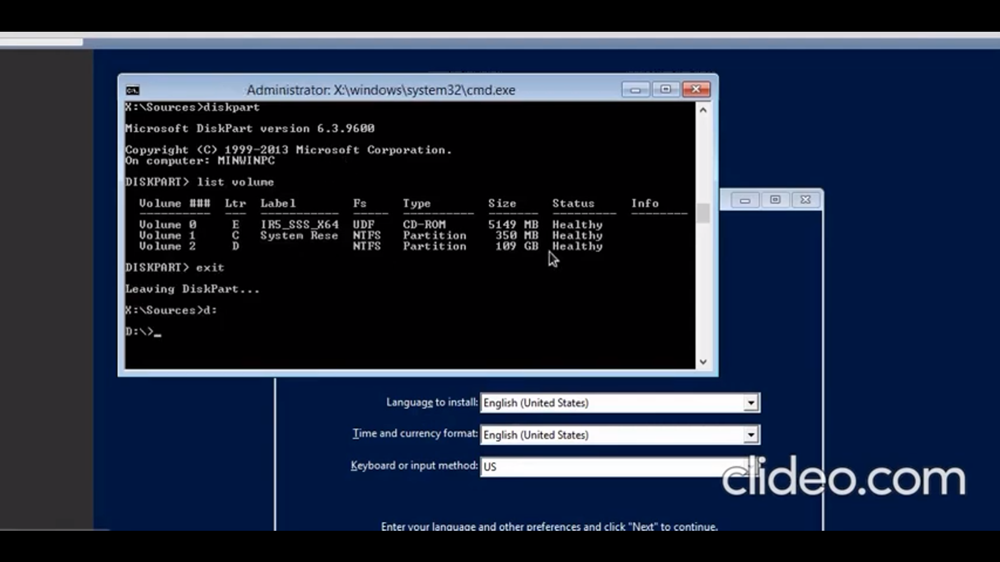 Administrator: X:\windows\system32\cmd.exe
X:\Sources>diskpart
Microsoft DiskPart version 6.3.9600
Copyright (C) 1999-2013 Microsoft Corporation.
On computer: MINWINPC
DISKPART> list volume
Volume ### Ltr Label Fs Type Size Status Info
---------- --- ----------- ----- ---------- ------- --------- --------
Volume 0 E IR5_SSS_X64 UDF CD-ROM 5149 MB Healthy
Volume 1 C System Rese NTFS Partition 350 MB Healthy
Volume 2 D NTFS Partition 109 GB Healthy
DISKPART> exit
Leaving DiskPart...
X:\Sources>d:
D:\>_
Language to install: English (United States)
Time and currency format: English (United States)
Keyboard or input method: US
clideo.com
Enter your language and other preferences and click "Next" to continue.